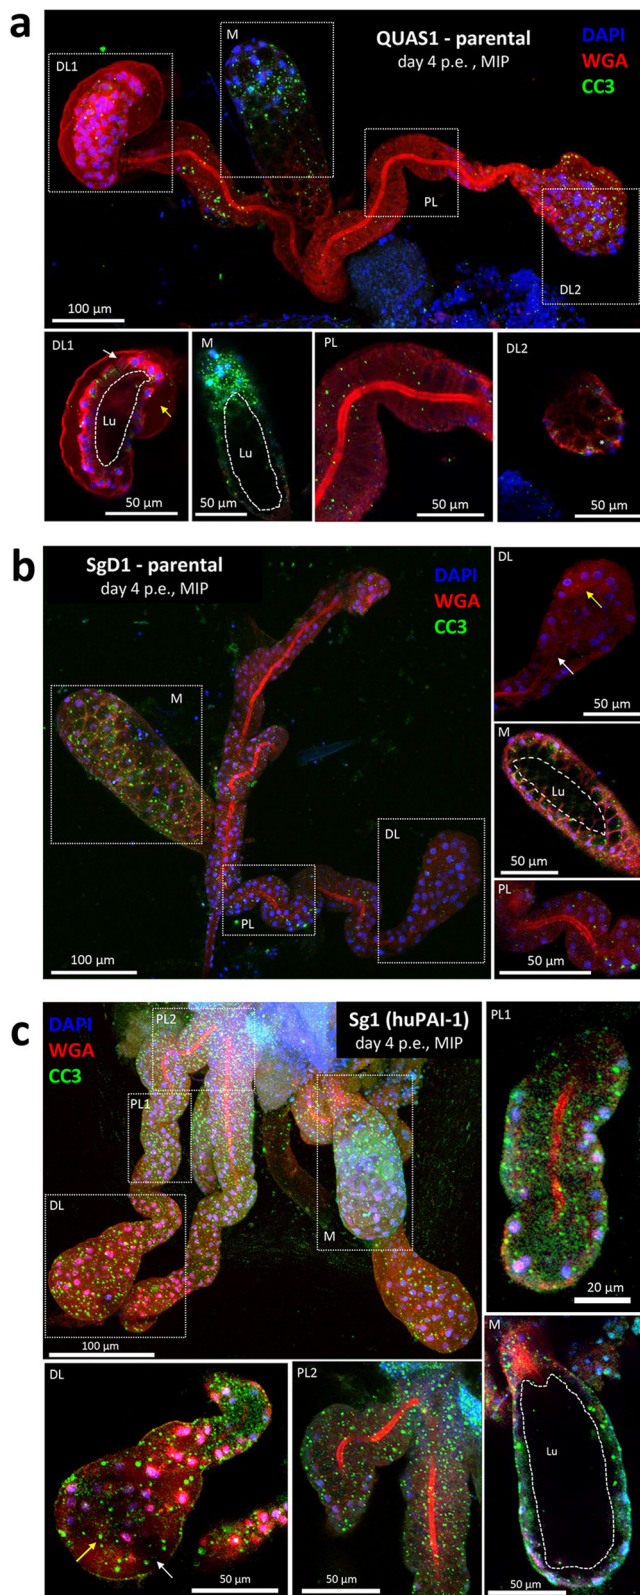 a
QUAS1 - parental
day 4 p.e. , MIP
DAPI
WGA
CC3
DL1
M
PL
DL2
100 µm
DL1
Lu
50 µm
M
Lu
50 µm
PL
50 µm
DL2
*
50 µm
b
SgD1 - parental
day 4 p.e., MIP
DAPI
WGA
CC3
M
DL
PL
100 µm
DL
50 µm
M
Lu
50 µm
PL
50 µm
c
DAPI
WGA
CC3
PL2
Sg1 (huPAI-1)
day 4 p.e., MIP
PL1
DL
M
100 µm
PL1
20 µm
DL
50 µm
PL2
50 µm
M
Lu
50 µm